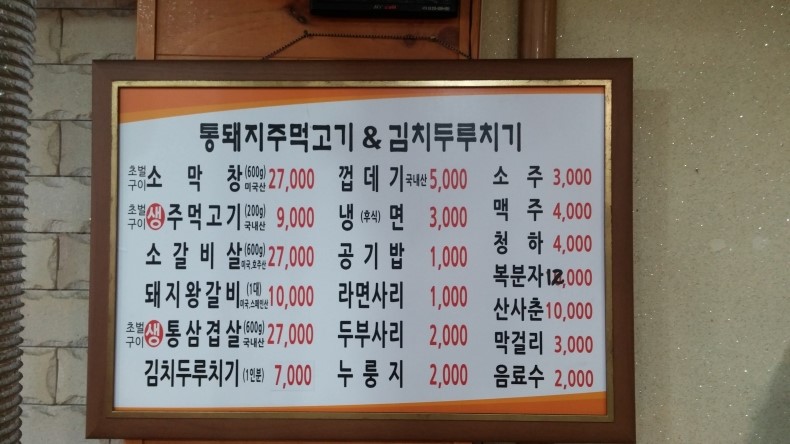 통돼지주먹고기 & 김치두루치기
초벌구이 소막창 (600g) 미국산 27,000
초벌구이 생 주먹고기 (200g) 국내산 9,000
소갈비살 (600g) 미국,호주산 27,000
돼지왕갈비 (1대) 미국,스페인산 10,000
초벌구이 생 통삼겹살 (600g) 국내산 27,000
김치두루치기 (1인분) 7,000
껍데기 국내산 5,000
냉(후식)면 3,000
공기밥 1,000
라면사리 1,000
두부사리 2,000
누룽지 2,000
소주 3,000
맥주 4,000
청하 4,000
복분자 12,000
산사춘 10,000
막걸리 3,000
음료수 2,000